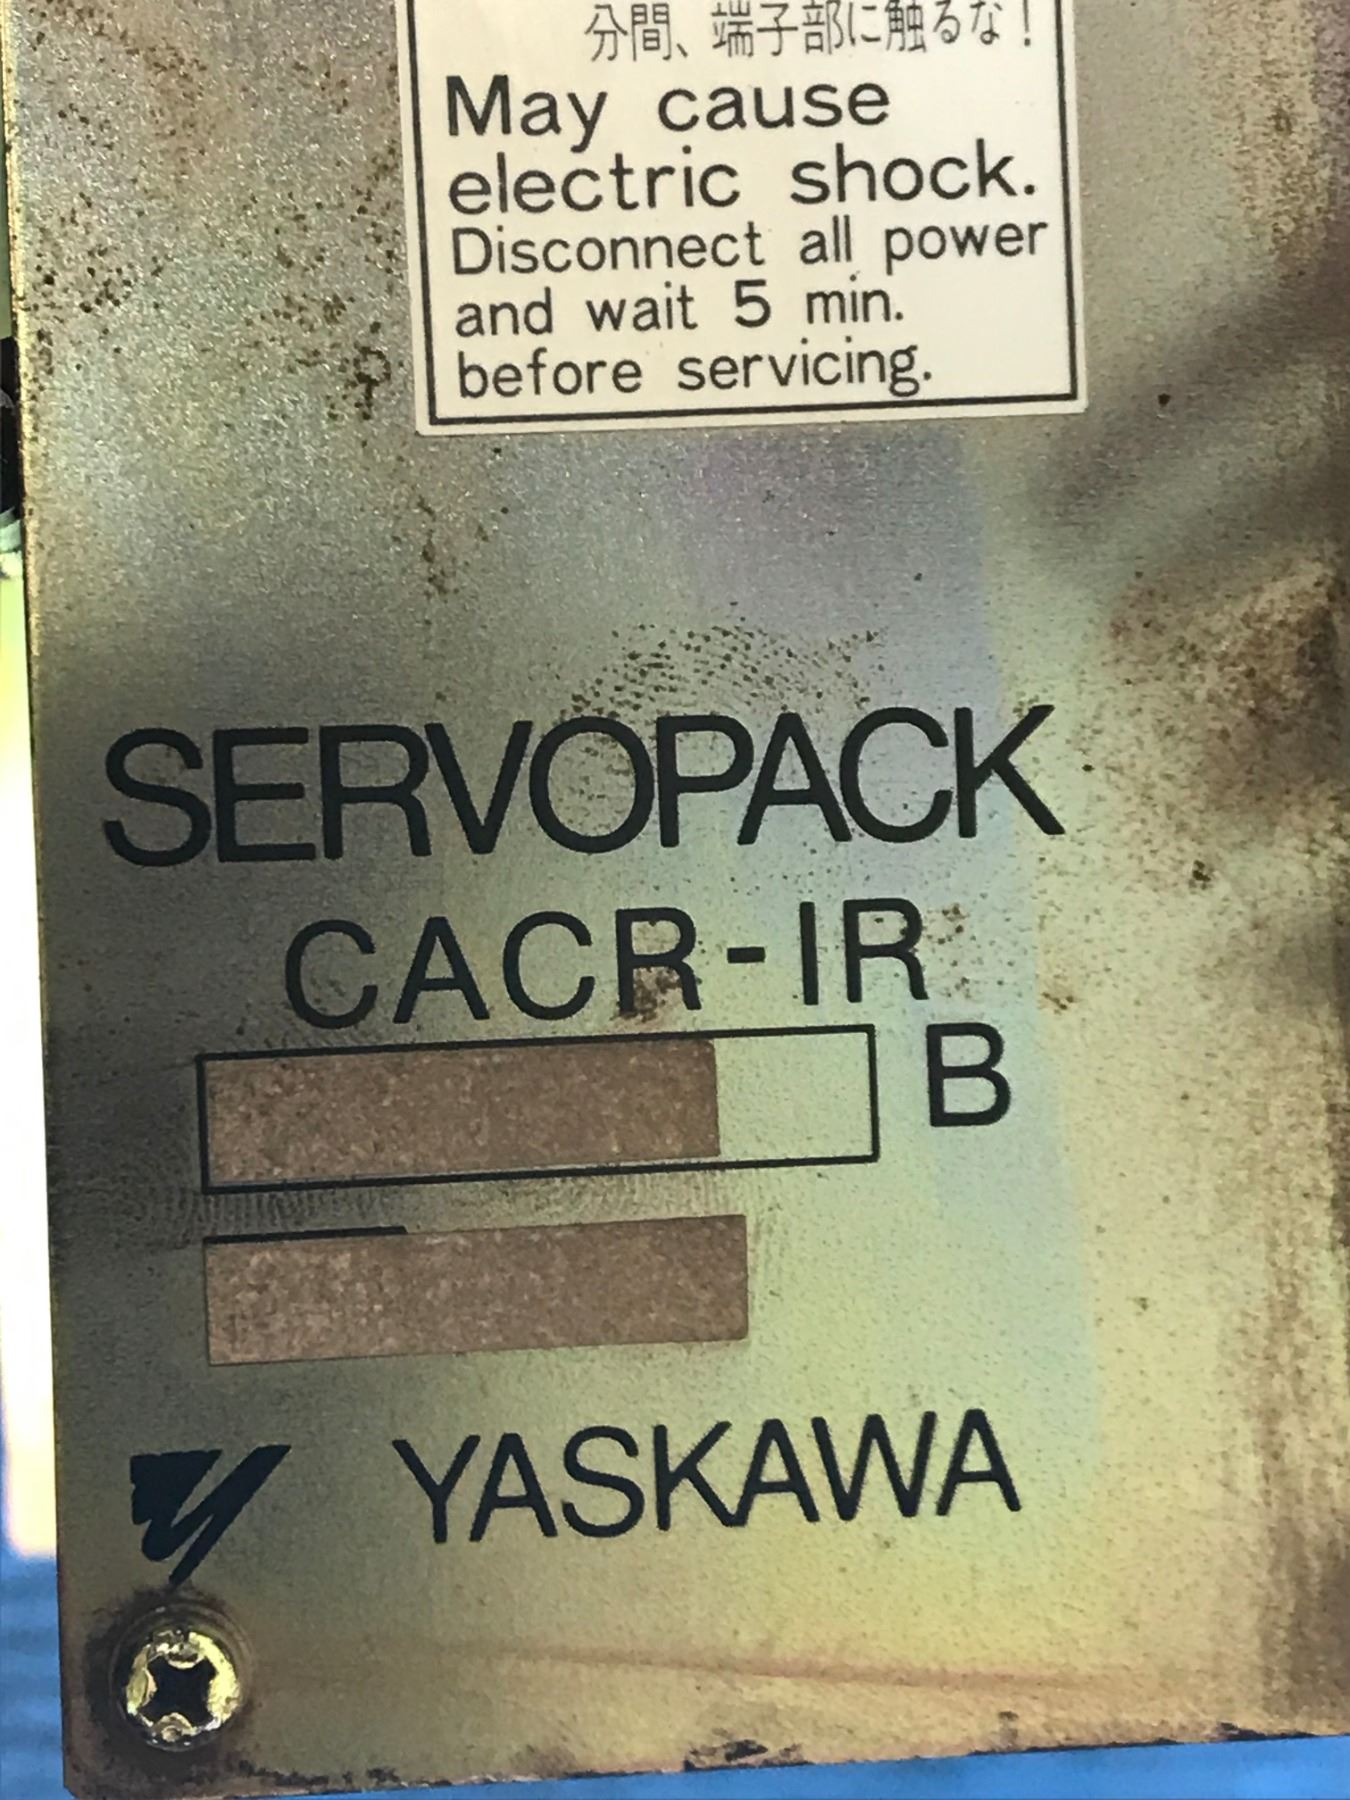 分間、端子部に触るな!
May cause
electric shock.
Disconnect all power
and wait 5 min.
before servicing.
SERVOPACK
CACR-IR
B
YASKAWA